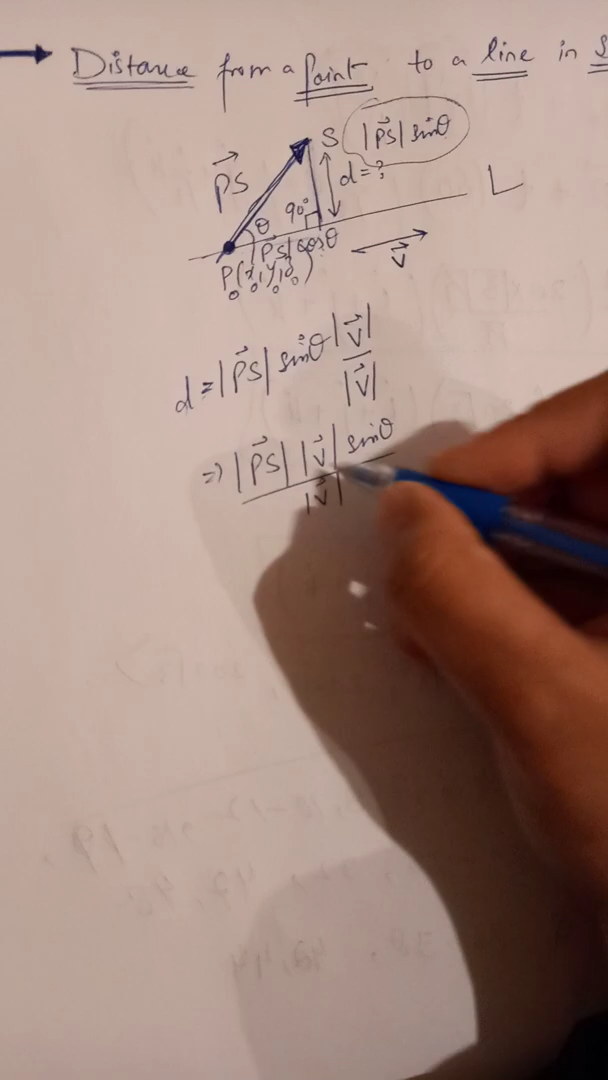 Distance from a Point to a line in S
S |PS⃗| sinθ
PS⃗
d=?
L
θ 90°
|PS⃗| cosθ
P(x₀, y₀, z₀)
v⃗
d = |PS⃗| sinθ |v⃗| / |v⃗|
⇒ |PS⃗| |v⃗| sinθ / |v⃗|